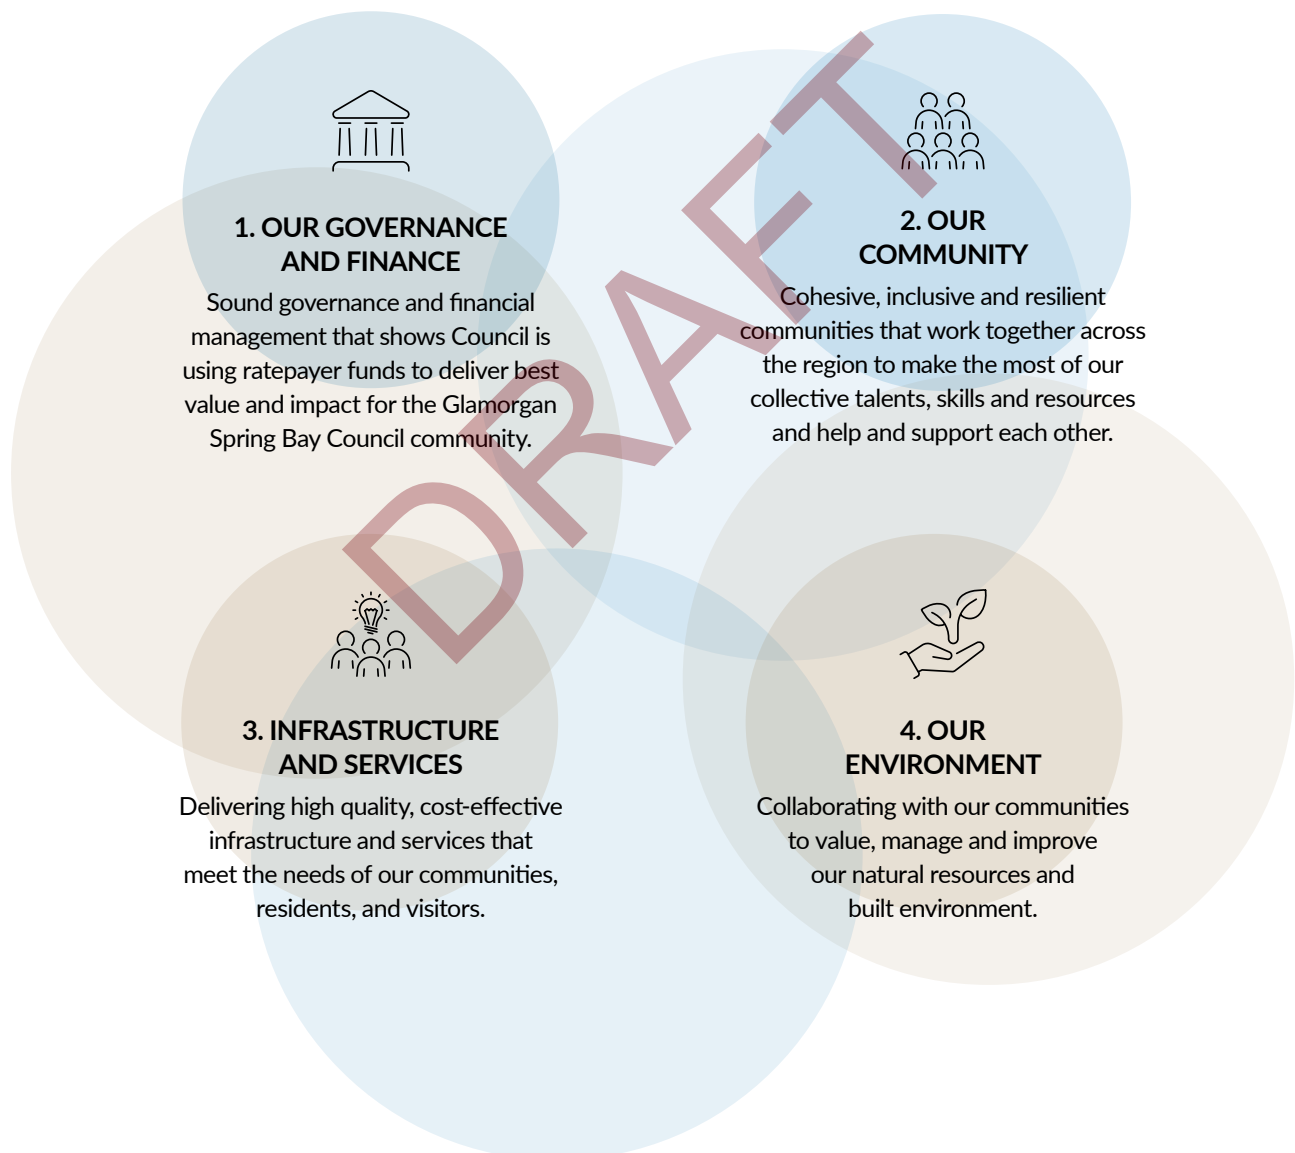 1. OUR GOVERNANCE
AND FINANCE
Sound governance and financial
management that shows Council is
using ratepayer funds to deliver best
value and impact for the Glamorgan
Spring Bay Council community.
2. OUR
COMMUNITY
Cohesive, inclusive and resilient
communities that work together across
the region to make the most of our
collective talents, skills and resources
and help and support each other.
3. INFRASTRUCTURE
AND SERVICES
Delivering high quality, cost-effective
infrastructure and services that
meet the needs of our communities,
residents, and visitors.
4. OUR
ENVIRONMENT
Collaborating with our communities
to value, manage and improve
our natural resources and
built environment.
DRAFT